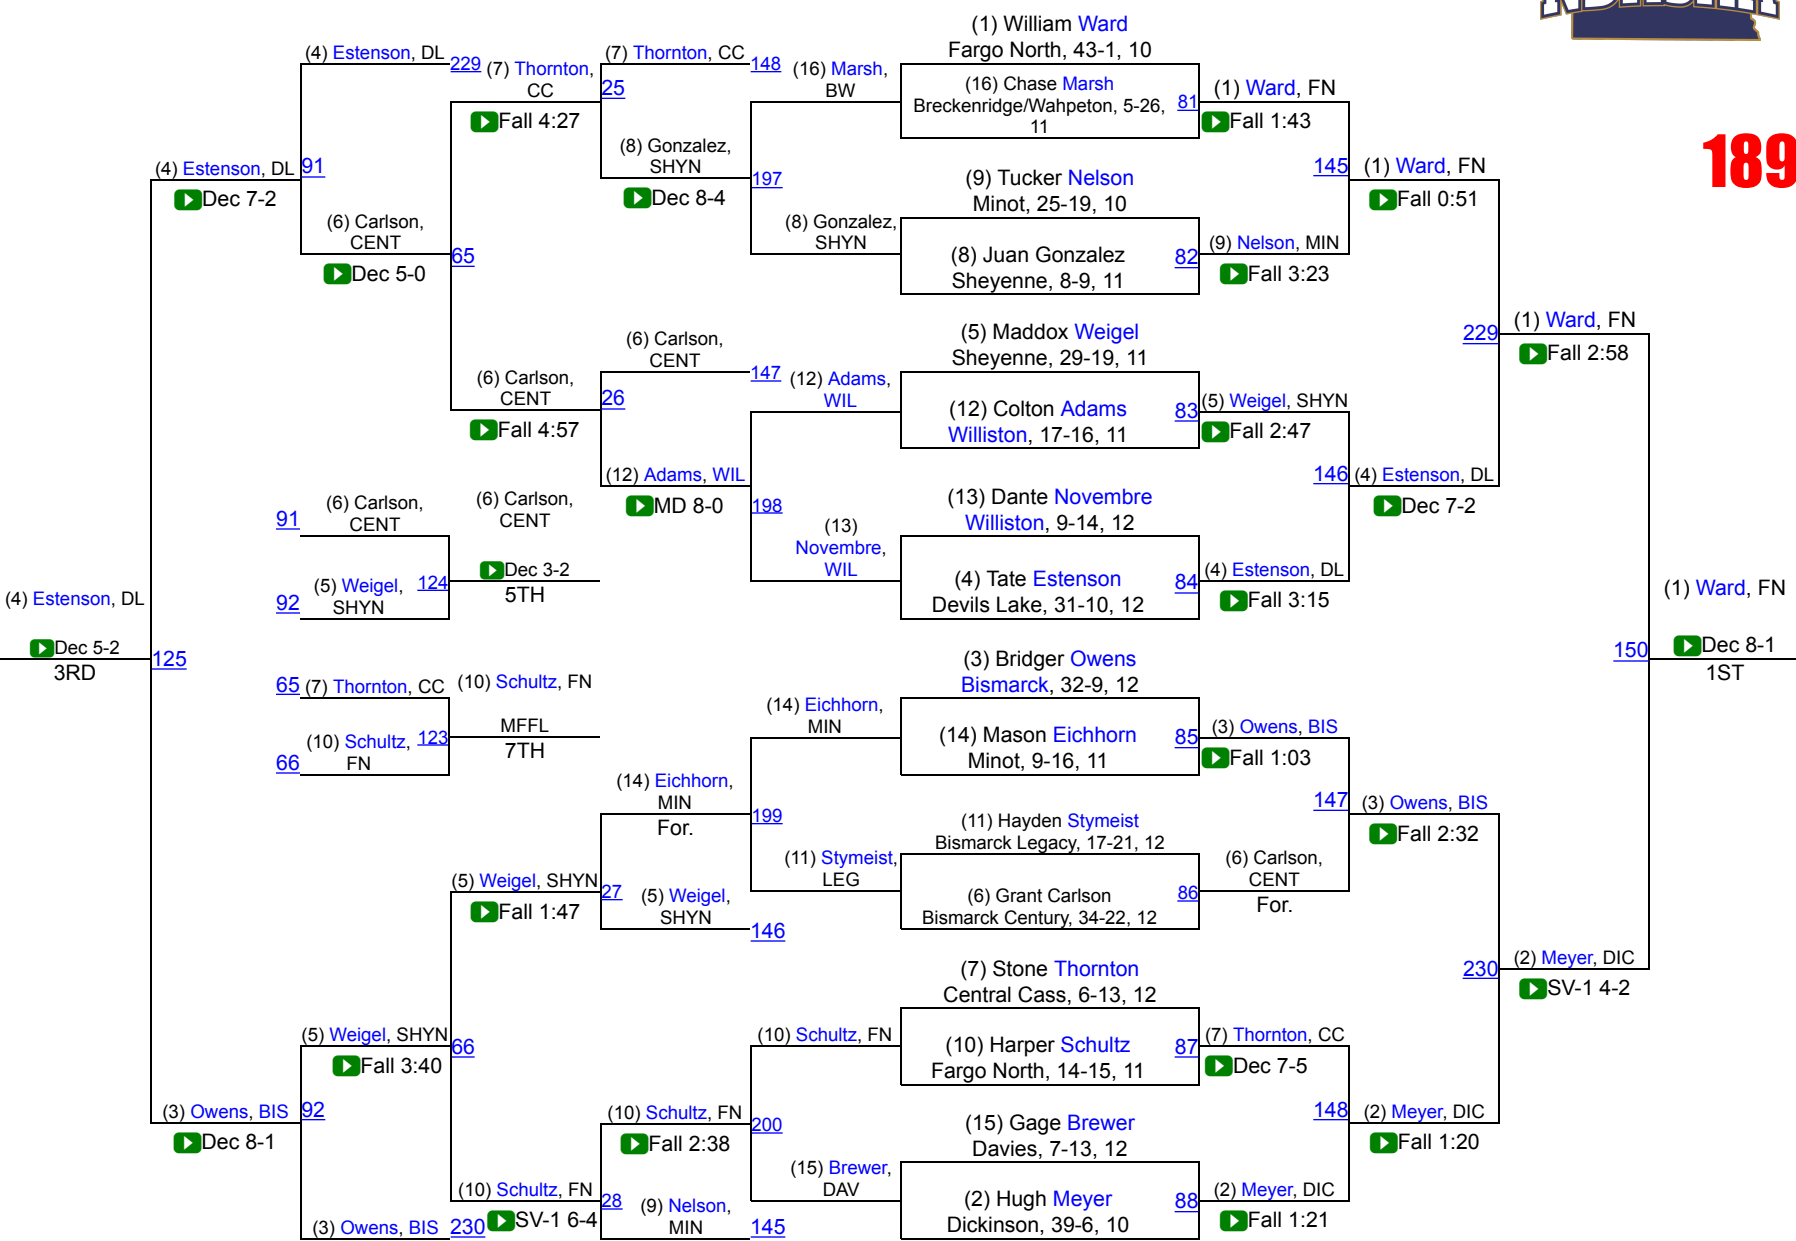 (1) William Ward
Fargo North, 43-1, 10
(4) Estenson, DL
229
(7) Thornton,
CC
(7) Thornton, CC
148
(16) Marsh,
BW
(16) Chase Marsh
Breckenridge/Wahpeton, 5-26,
11
81
(1) Ward, FN
Fall 1:43
25
Fall 4:27
189
(8) Gonzalez,
SHYN
Dec 8-4
197
(4) Estenson, DL
91
Dec 7-2
(9) Tucker Nelson
Minot, 25-19, 10
145
(1) Ward, FN
Fall 0:51
(6) Carlson,
CENT
Dec 5-0
65
(8) Gonzalez,
SHYN
(8) Juan Gonzalez
Sheyenne, 8-9, 11
82
(9) Nelson, MIN
Fall 3:23
(5) Maddox Weigel
Sheyenne, 29-19, 11
229
(1) Ward, FN
Fall 2:58
(6) Carlson,
CENT
147
(6) Carlson,
CENT
Fall 4:57
26
(12) Adams,
WIL
(12) Colton Adams
Williston, 17-16, 11
83
(5) Weigel, SHYN
Fall 2:47
(12) Adams, WIL
MD 8-0
198
146
(4) Estenson, DL
Dec 7-2
(13) Dante Novembre
Williston, 9-14, 12
91
(6) Carlson,
CENT
(6) Carlson,
CENT
(13)
Novembre,
WIL
92
(5) Weigel,
SHYN
124
Dec 3-2
5TH
(4) Tate Estenson
Devils Lake, 31-10, 12
84
(4) Estenson, DL
Fall 3:15
(4) Estenson, DL
Dec 5-2
3RD
125
(1) Ward, FN
150
Dec 8-1
1ST
(3) Bridger Owens
Bismarck, 32-9, 12
65
(7) Thornton, CC
(10) Schultz, FN
66
(10) Schultz,
FN
123
MFFL
7TH
(14) Eichhorn,
MIN
(14) Mason Eichhorn
Minot, 9-16, 11
85
(3) Owens, BIS
Fall 1:03
(14) Eichhorn,
MIN
For.
199
147
(3) Owens, BIS
Fall 2:32
(11) Hayden Stymeist
Bismarck Legacy, 17-21, 12
(11) Stymeist,
LEG
(6) Grant Carlson
Bismarck Century, 34-22, 12
86
(6) Carlson,
CENT
For.
(5) Weigel, SHYN
Fall 1:47
27
(5) Weigel,
SHYN
146
(7) Stone Thornton
Central Cass, 6-13, 12
230
(2) Meyer, DIC
SV-1 4-2
(5) Weigel, SHYN
Fall 3:40
66
(10) Schultz, FN
(10) Harper Schultz
Fargo North, 14-15, 11
87
(7) Thornton, CC
Dec 7-5
(3) Owens, BIS
92
Dec 8-1
(10) Schultz, FN
Fall 2:38
200
(15) Gage Brewer
Davies, 7-13, 12
148
(2) Meyer, DIC
Fall 1:20
(10) Schultz, FN
SV-1 6-4
28
(15) Brewer,
DAV
(2) Hugh Meyer
Dickinson, 39-6, 10
88
(2) Meyer, DIC
Fall 1:21
(3) Owens, BIS
230
(9) Nelson,
MIN
145